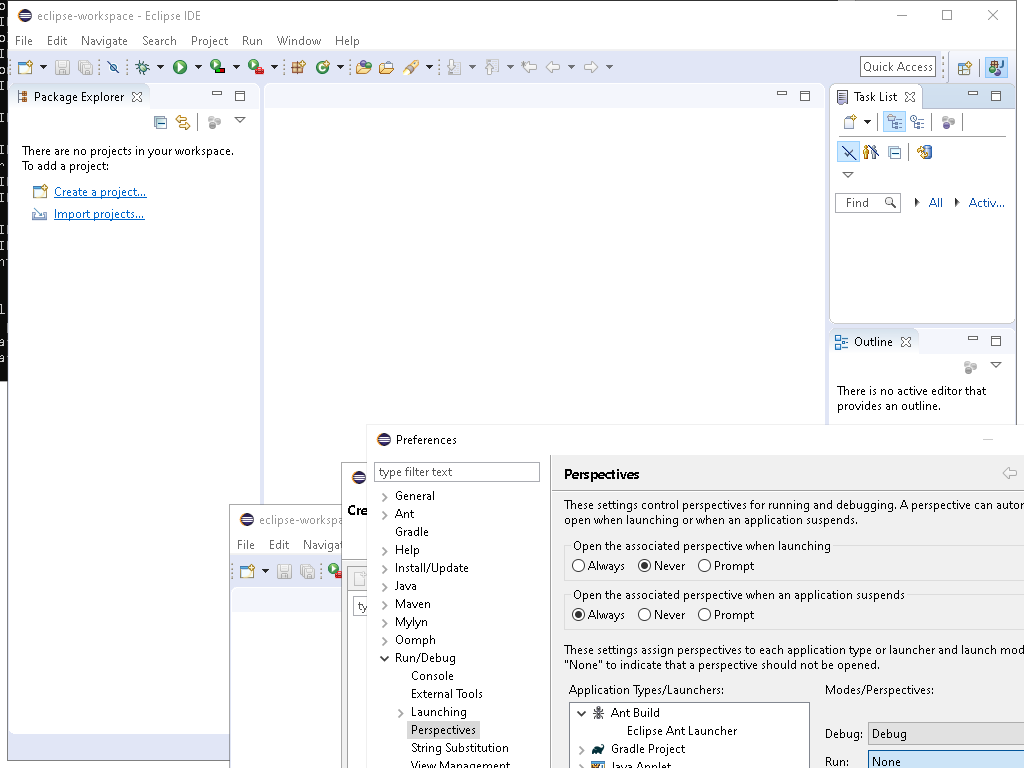 eclipse-workspace - Eclipse IDE
File Edit Navigate Search Project Run Window Help
Quick Access
Package Explorer
There are no projects in your workspace.
To add a project:
Create a project...
Import projects...
Task List
Find All Activ...
Outline
There is no active editor that
provides an outline.
eclipse-workspa
File Edit Naviga
Cre
ty
Preferences
type filter text
General
Ant
Gradle
Help
Install/Update
Java
Maven
Mylyn
Oomph
Run/Debug
Console
External Tools
Launching
Perspectives
String Substitution
View Management
Perspectives
These settings control perspectives for running and debugging. A perspective can autor
open when launching or when an application suspends.
Open the associated perspective when launching
Always Never Prompt
Open the associated perspective when an application suspends
Always Never Prompt
These settings assign perspectives to each application type or launcher and launch mod
"None" to indicate that a perspective should not be opened.
Application Types/Launchers:
Modes/Perspectives:
Ant Build
Eclipse Ant Launcher
Gradle Project
Java Applet
Debug: Debug
Run: None